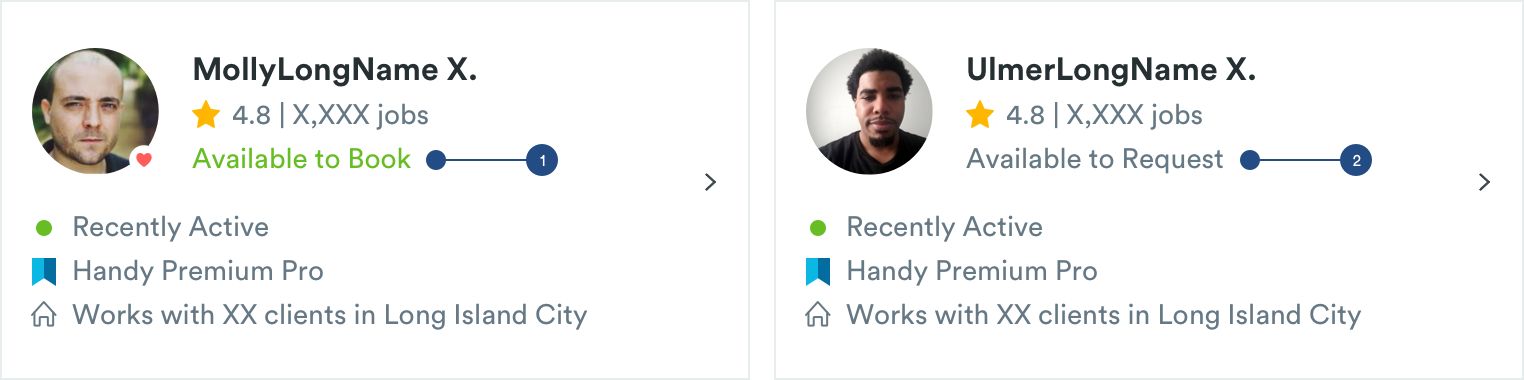 MollyLongName X.
4.8 | X,XXX jobs
Available to Book 1
Recently Active
Handy Premium Pro
Works with XX clients in Long Island City
UlmerLongName X.
4.8 | X,XXX jobs
Available to Request 2
Recently Active
Handy Premium Pro
Works with XX clients in Long Island City